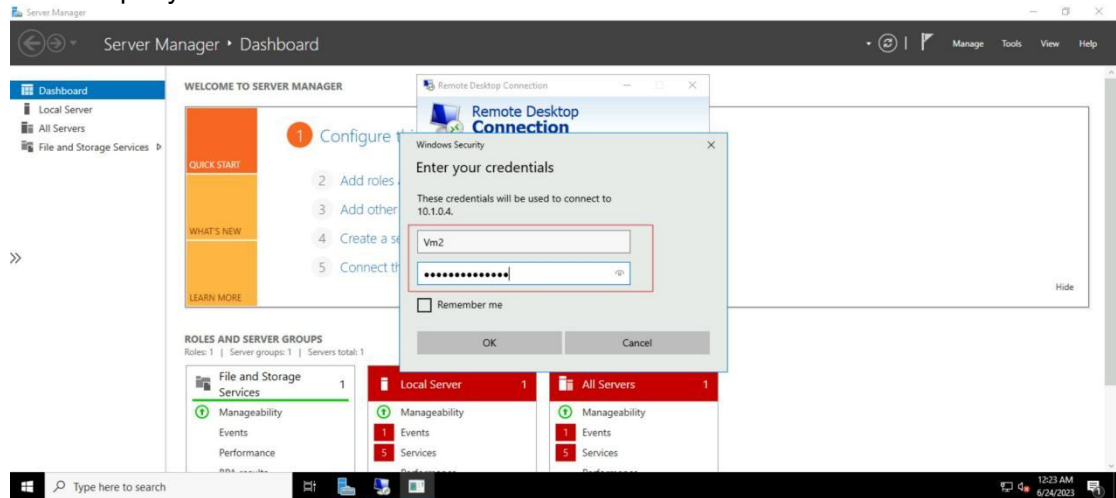 Server Manager
Server Manager • Dashboard
Manage Tools View Help
Dashboard
Local Server
All Servers
File and Storage Services
WELCOME TO SERVER MANAGER
QUICK START
WHAT'S NEW
LEARN MORE
1 Configure
2 Add roles
3 Add other
4 Create a se
5 Connect th
Hide
Remote Desktop Connection
Remote Desktop
Connection
Windows Security
Enter your credentials
These credentials will be used to connect to
10.1.0.4.
Vm2
••••••••••••••
Remember me
OK Cancel
ROLES AND SERVER GROUPS
Roles: 1 | Server groups: 1 | Servers total: 1
File and Storage
Services
1
Manageability
Events
Performance
Local Server 1
Manageability
1 Events
5 Services
All Servers 1
Manageability
1 Events
5 Services
Type here to search
12:23 AM
6/24/2023